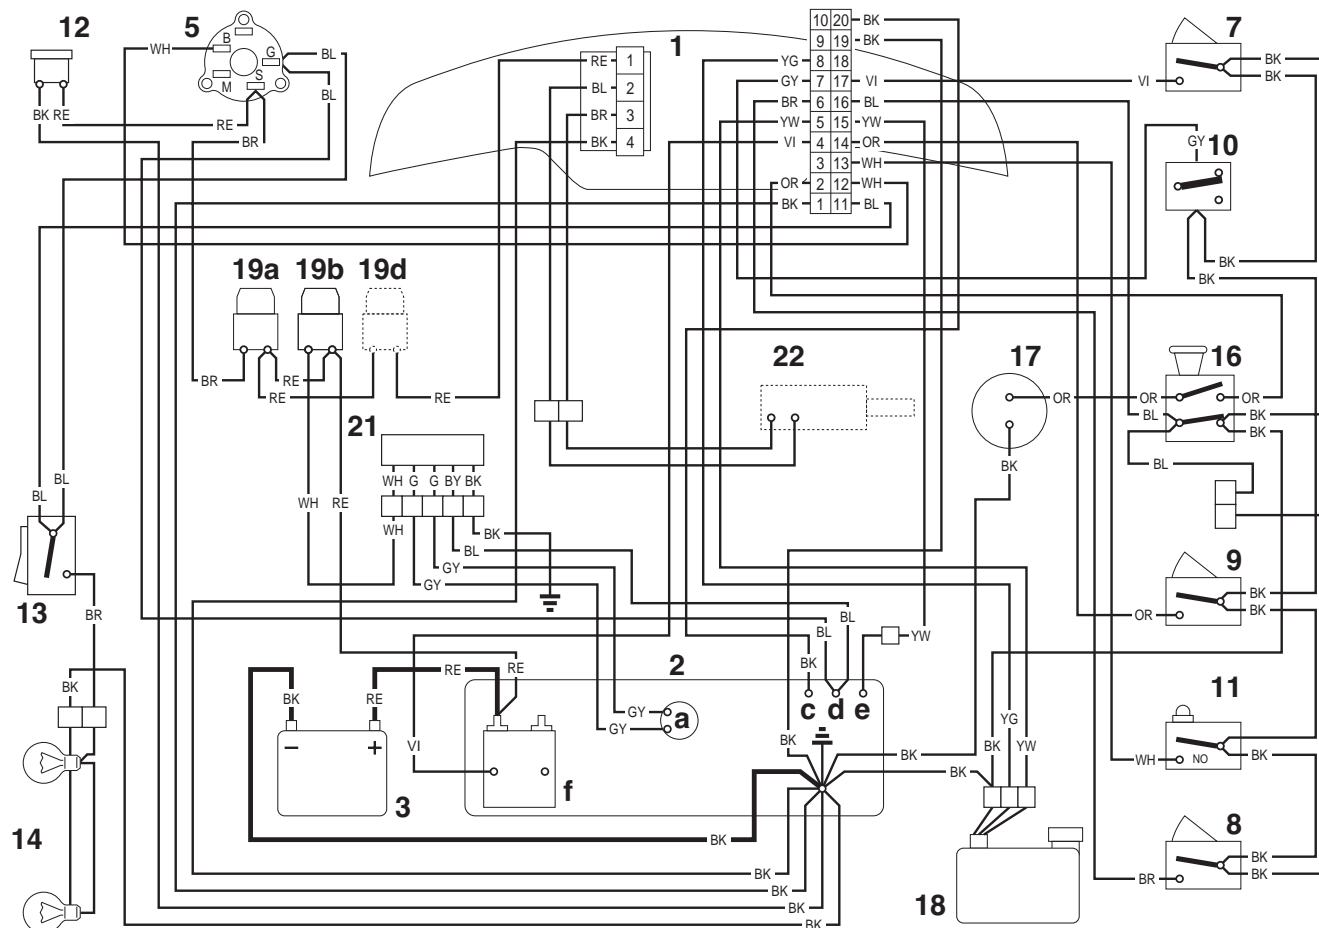 12
5
B
G
S
M
WH
BL
BL
BK RE
RE
BR
1
RE 1
BL 2
BR 3
BK 4
10 20 BK
9 19 BK
YG 8 18
GY 7 17 VI
BR 6 16 BL
YW 5 15 YW
VI 4 14 OR
3 13 WH
OR 2 12 WH
BK 1 11 BL
7
VI
BK
BK
10
GY
BK
BK
19a 19b 19d
BR
RE
RE
RE
22
17
16
OR
OR
OR
BL
BK
BK
BK
BL
21
WH G G BY BK
WH
BK
BL
GY
GY
WH
RE
BL
BL
13
BR
9
BK
BK
OR
BL
BL
YW
BK
2
RE
RE
BK
RE
c d e
a
GY
GY
BK
VI
– +
3
f
BK
BK
BK
YG
YW
BK
14
11
WH
NO
BK
BK
BK
BK
BK
BK
BK
18
8
BR
BK
BK